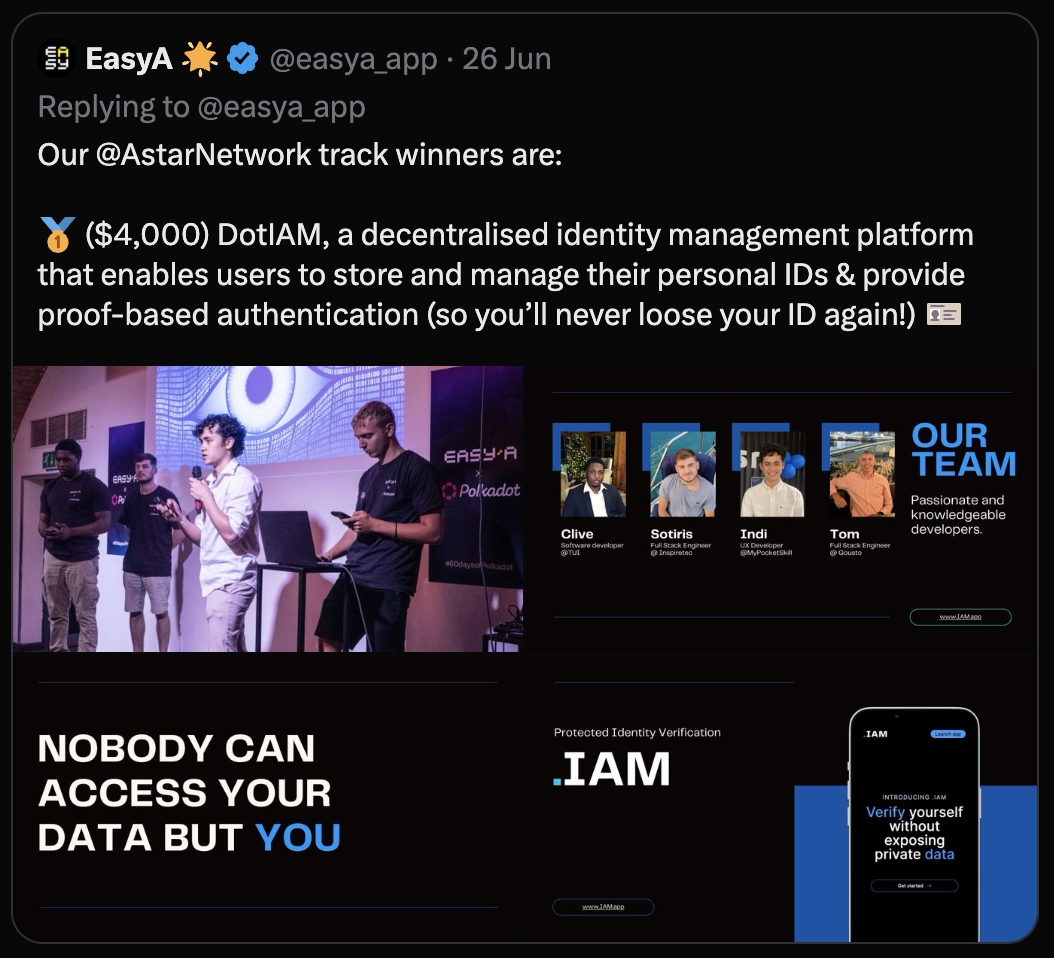 EasyA 🌟 @easya_app · 26 Jun
Replying to @easya_app
Our @AstarNetwork track winners are:
🥇 ($4,000) DotIAM, a decentralised identity management platform
that enables users to store and manage their personal IDs & provide
proof-based authentication (so you’ll never loose your ID again!) 🪪
EASY A
x
Polkadot
#60daysofPolkadot
OUR
TEAM
Passionate and
knowledgeable
developers.
Clive
Software developer
@TUI
Sotiris
Full Stack Engineer
@ Inspiretec
Indi
UX Developer
@MyPocketSkill
Tom
Full Stack Engineer
@ Gousto
www.IAM.app
NOBODY CAN
ACCESS YOUR
DATA BUT YOU
Protected Identity Verification
.IAM
www.IAM.app
.IAM
Launch app
INTRODUCING .IAM
Verify yourself
without
exposing
private data
Get started →